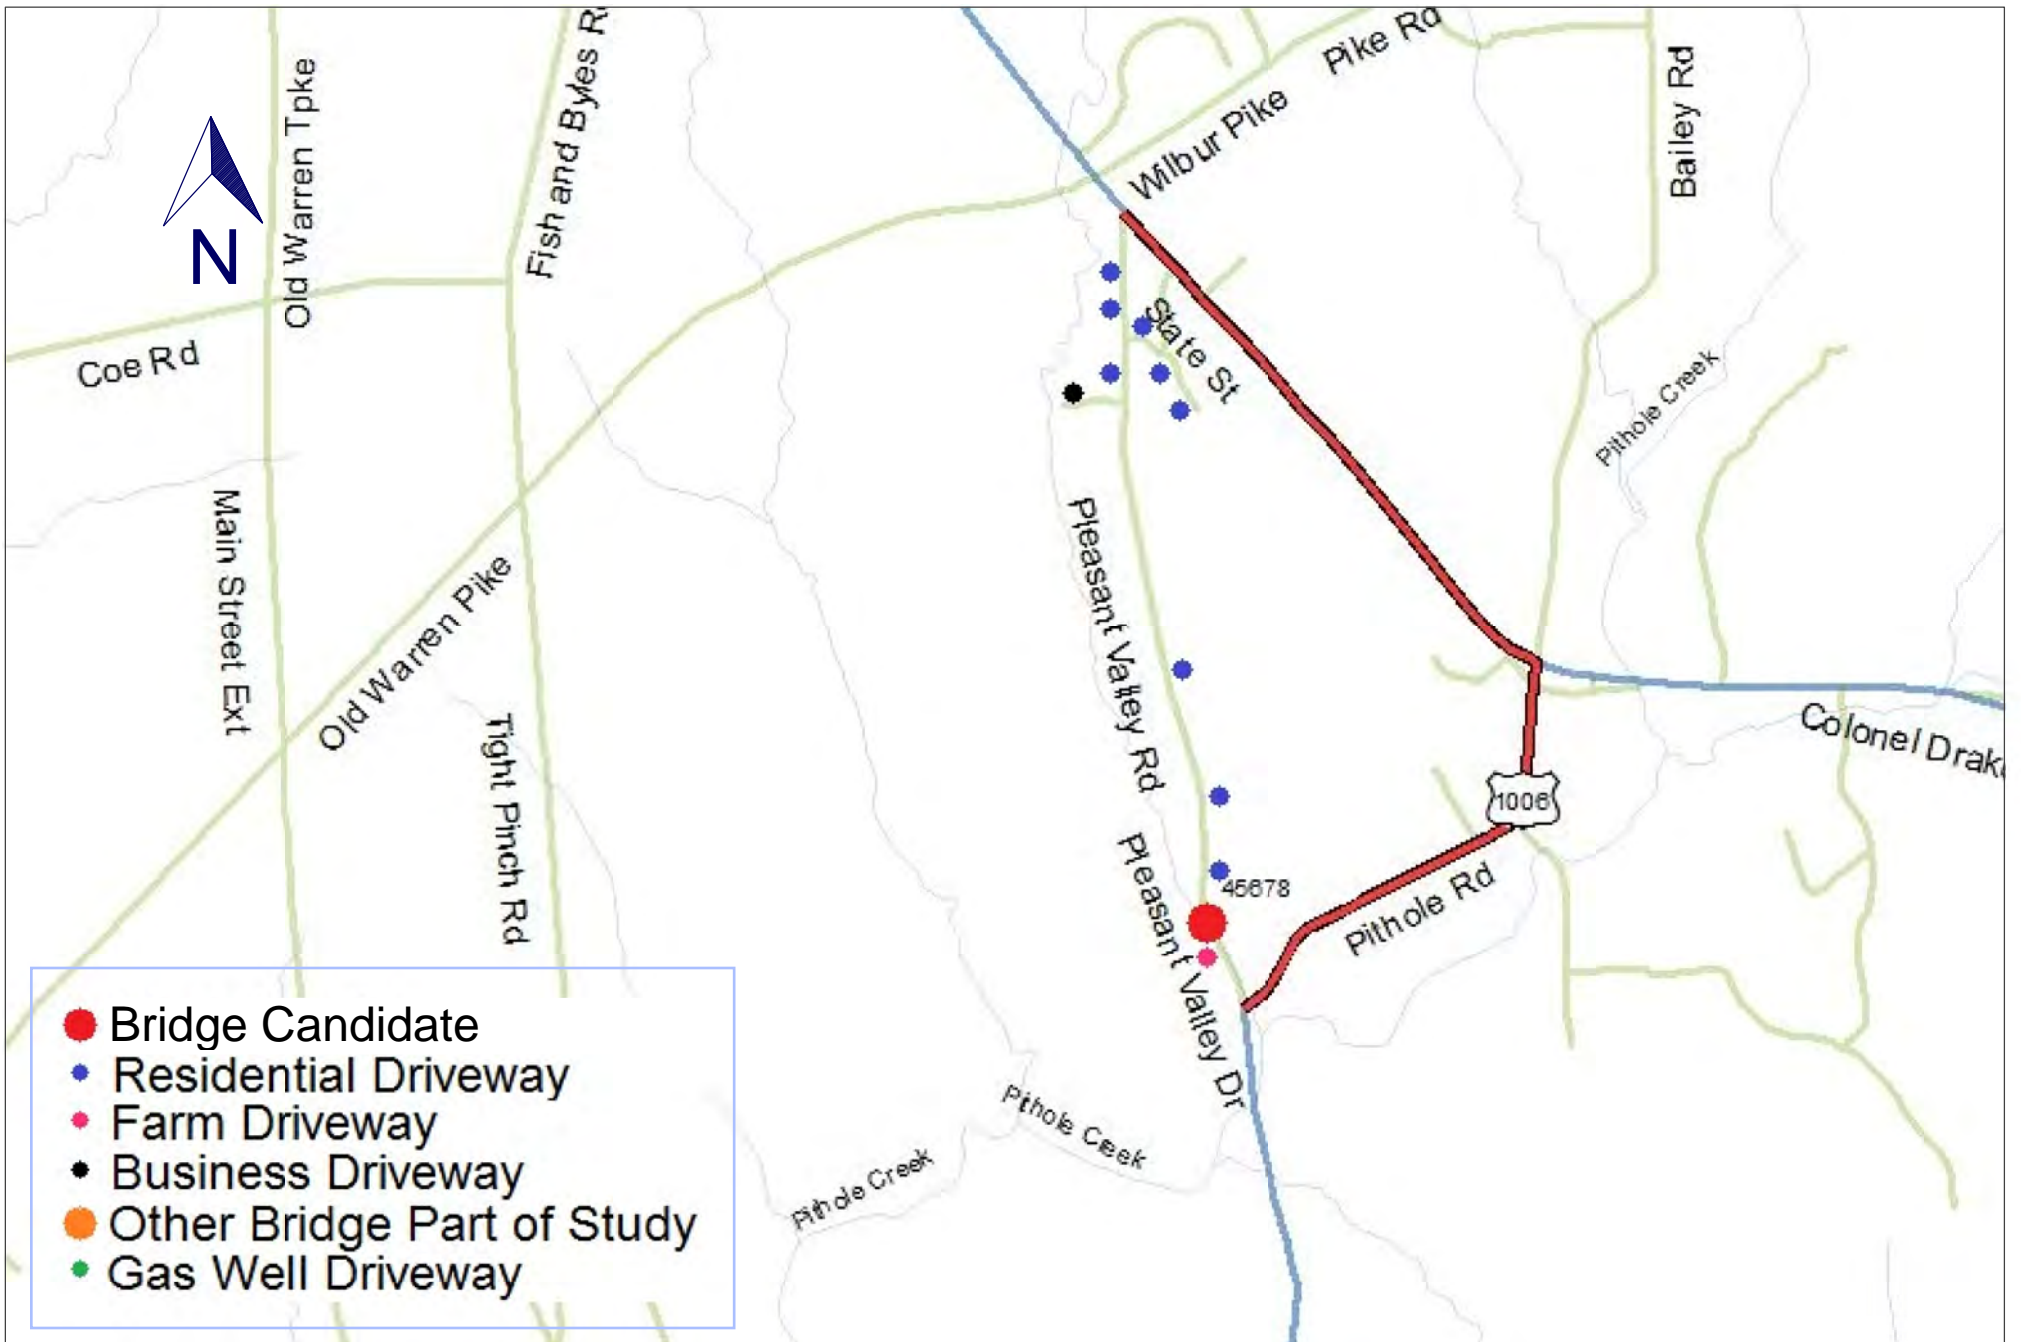 Fish and Byles R
Pike Rd
Old Warren Tpke
Bailey Rd
Wilbur Pike
N
Coe Rd
State St
Pithole Creek
Main Street Ext
Old Warren Pike
Pleasant Valley Rd
Tight Pinch Rd
Colonel Drak
1006
45678
Pithole Rd
Pleasant Valley Dr
Pithole Creek
Pithole Creek
Bridge Candidate
Residential Driveway
Farm Driveway
Business Driveway
Other Bridge Part of Study
Gas Well Driveway